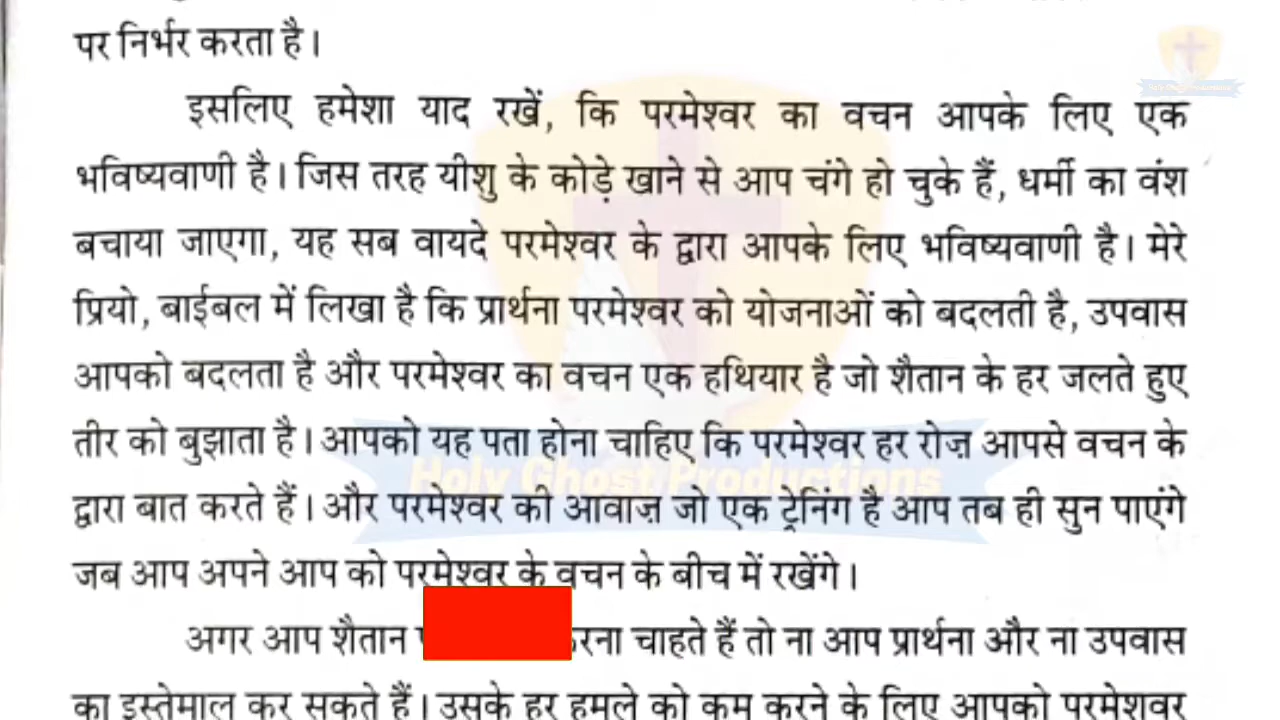 पर निर्भर करता है।
इसलिए हमेशा याद रखें, कि परमेश्वर का वचन आपके लिए एक
भविष्यवाणी है। जिस तरह यीशु के कोड़े खाने से आप चंगे हो चुके हैं, धर्मी का वंश
बचाया जाएगा, यह सब वायदे परमेश्वर के द्वारा आपके लिए भविष्यवाणी है। मेरे
प्रियो, बाईबल में लिखा है कि प्रार्थना परमेश्वर को योजनाओं को बदलती है, उपवास
आपको बदलता है और परमेश्वर का वचन एक हथियार है जो शैतान के हर जलते हुए
तीर को बुझाता है। आपको यह पता होना चाहिए कि परमेश्वर हर रोज़ आपसे वचन के
Holy Ghost Productions
द्वारा बात करते हैं। और परमेश्वर की आवाज़ जो एक ट्रेनिंग है आप तब ही सुन पाएंगे
जब आप अपने आप को परमेश्वर के वचन के बीच में रखेंगे।
अगर आप शैतान चाहते हैं तो ना आप प्रार्थना और ना उपवास
का इस्तेमाल कर सकते हैं। उसके हर हमले को कम करने के लिए आपको परमेश्वर